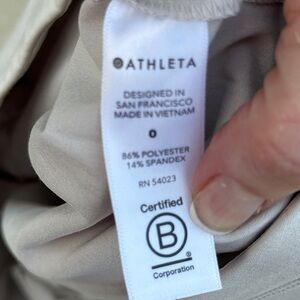 ATHLETA
DESIGNED IN
SAN FRANCISCO
MADE IN VIETNAM
0
86% POLYESTER
14% SPANDEX
RN 54023
Certified
B
Corporation